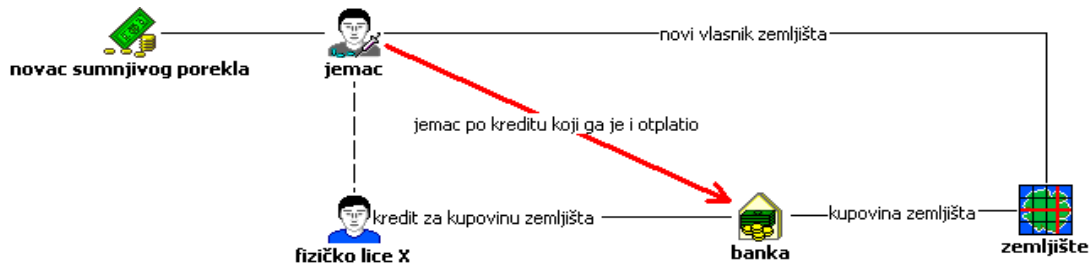 novi vlasnik zemljišta
novac sumnjivog porekla
jemac
jemac po kreditu koji ga je i otplatio
kredit za kupovinu zemljišta
kupovina zemljišta
fizičko lice X
banka
zemljište